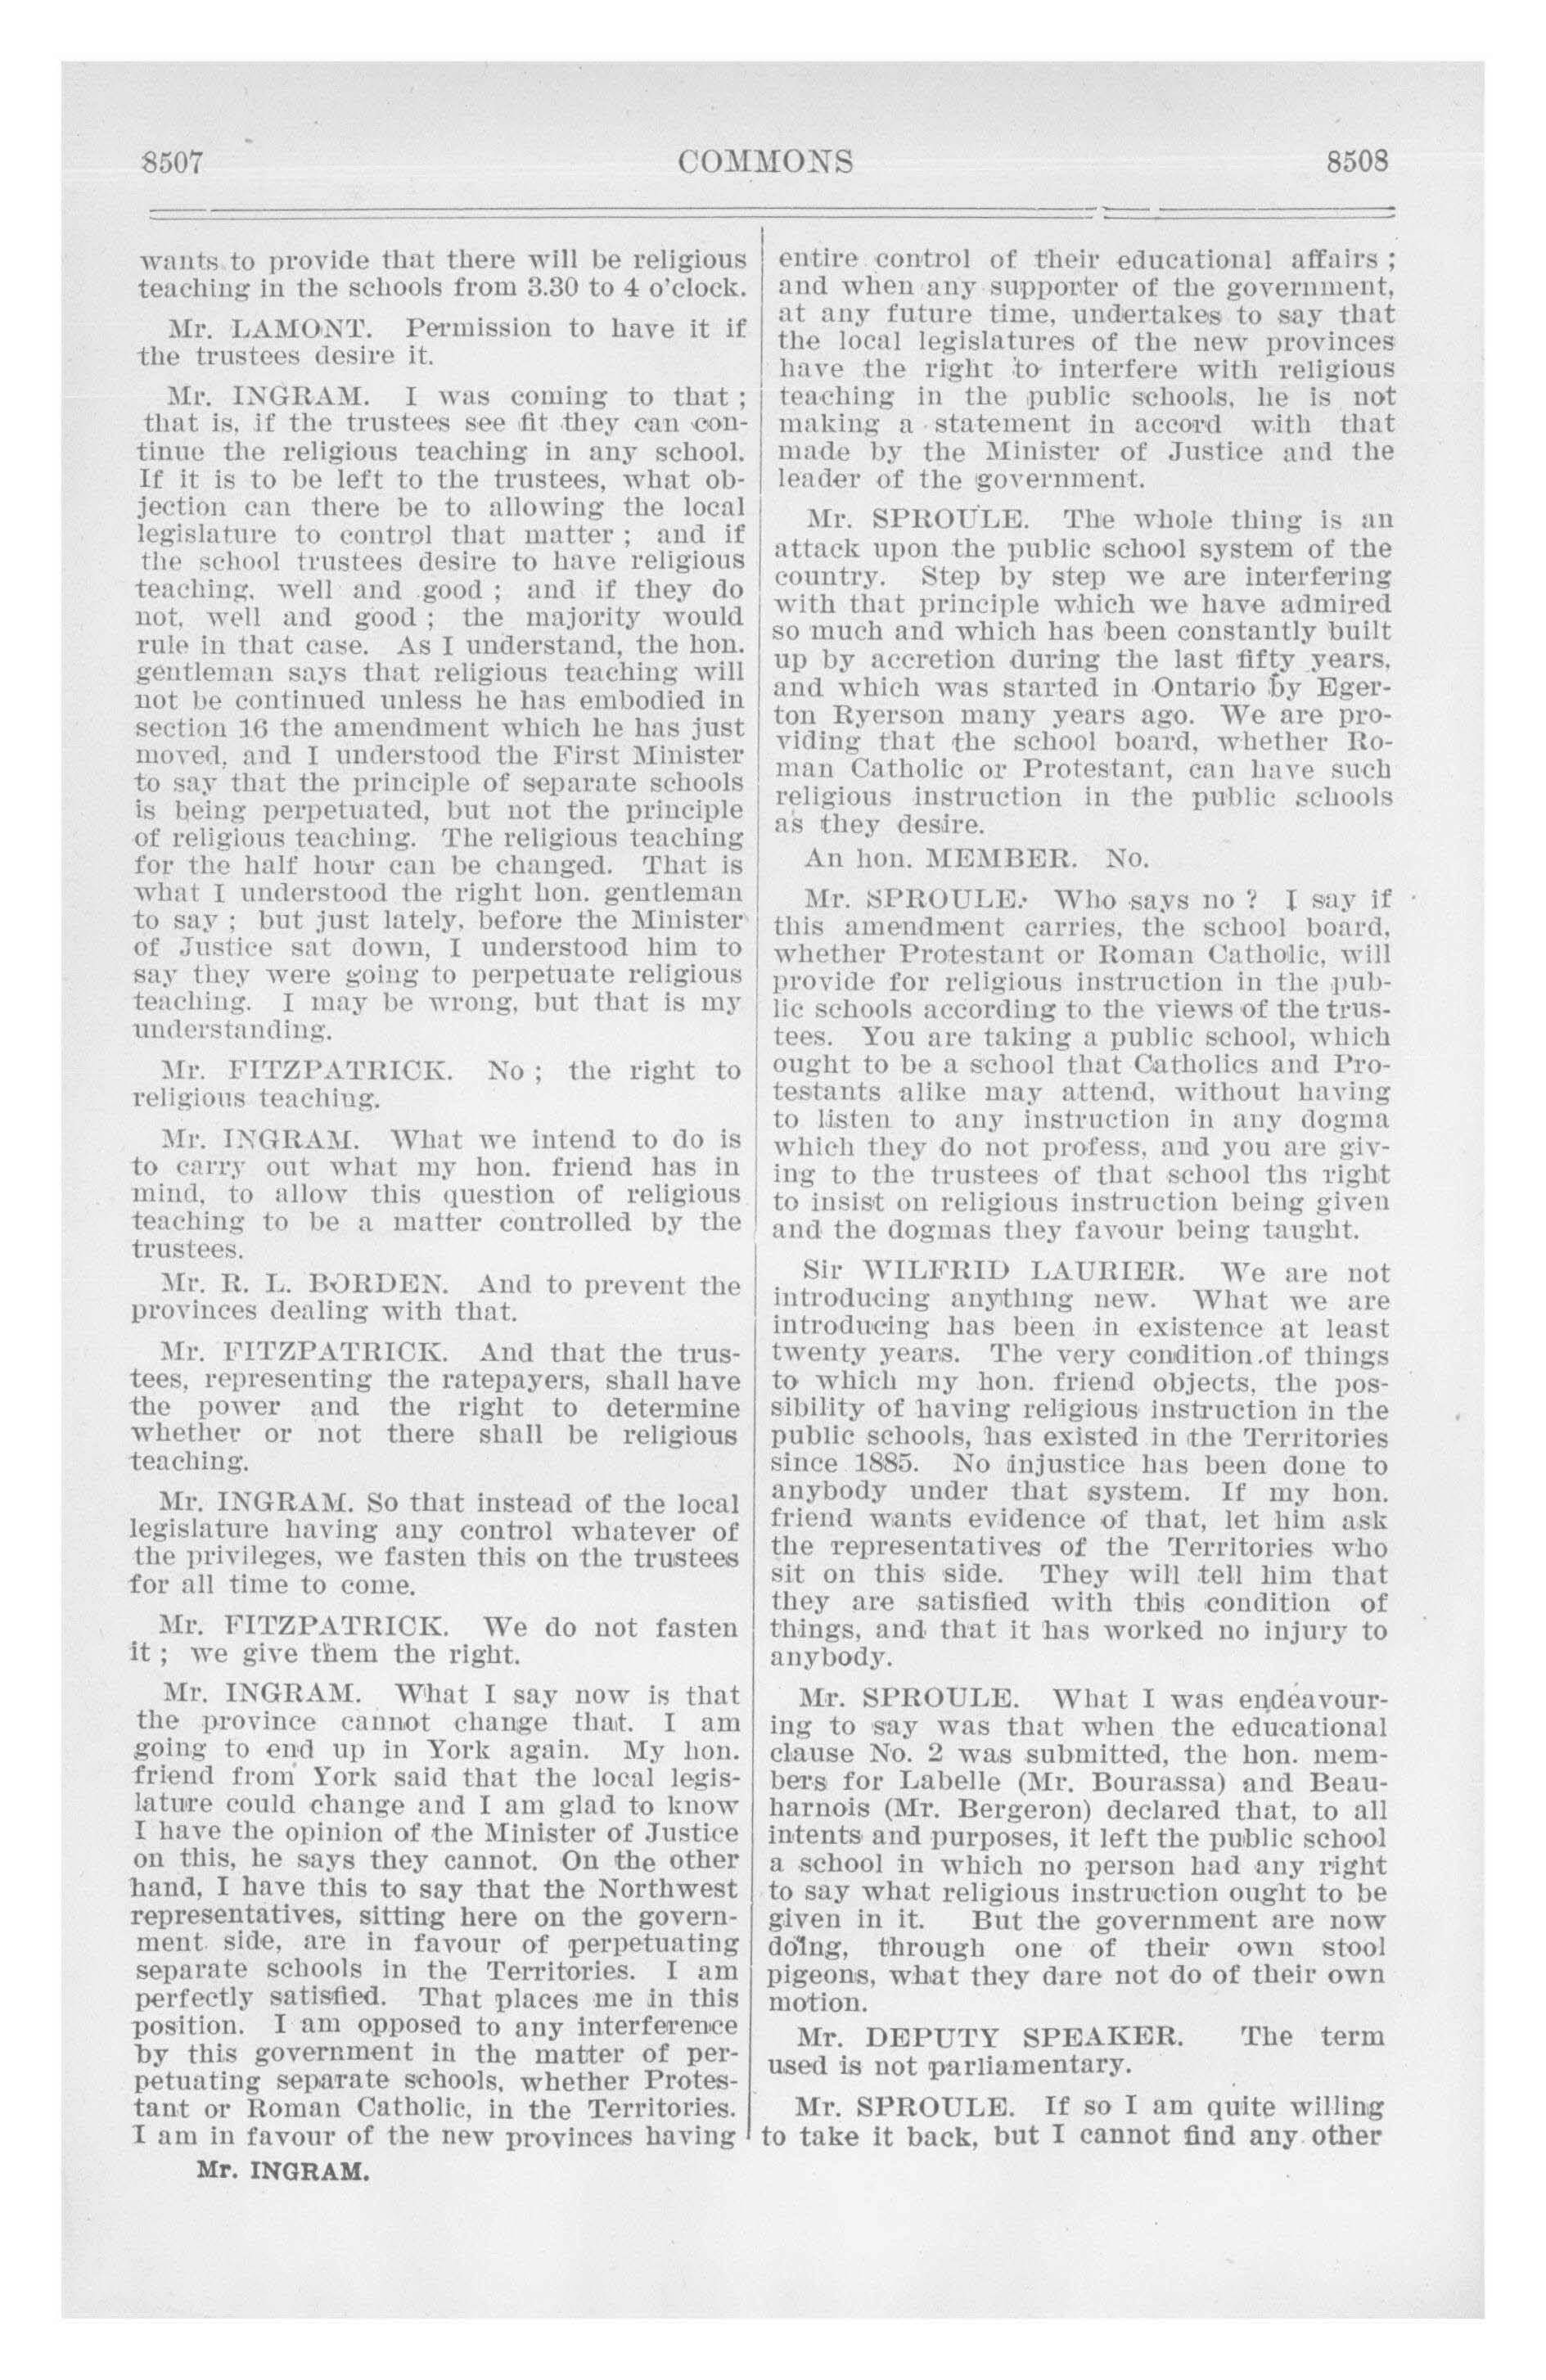 8507
COMMONS
8508
wants to provide that there will be religious
teaching in the schools from 3.30 to 4 o'clock.
Mr. LAMONT. Permission to have it if
the trustees desire it.
Mr. INGRAM. I was coming to that ;
that is, if the trustees see fit they can con-
tinue the religious teaching in any school.
If it is to be left to the trustees, what ob-
jection can there be to allowing the local
legislature to control that matter ; and if
the school trustees desire to have religious
teaching, well and good ; and if they do
not, well and good ; the majority would
rule in that case. As I understand, the hon.
gentleman says that religious teaching will
not be continued unless he has embodied in
section 16 the amendment which he has just
moved, and I understood the First Minister
to say that the principle of separate schools
is being perpetuated, but not the principle
of religious teaching. The religious teaching
for the half hour can be changed. That is
what I understood the right hon. gentleman
to say ; but just lately, before the Minister
of Justice sat down, I understood him to
say they were going to perpetuate religious
teaching. I may be wrong, but that is my
understanding.
Mr. FITZPATRICK. No ; the right to
religious teaching.
Mr. INGRAM. What we intend to do is
to carry out what my hon. friend has in
mind, to allow this question of religious
teaching to be a matter controlled by the
trustees.
Mr. R. L. BORDEN. And to prevent the
provinces dealing with that.
Mr. FITZPATRICK. And that the trus-
tees, representing the ratepayers, shall have
the power and the right to determine
whether or not there shall be religious
teaching.
Mr. INGRAM. So that instead of the local
legislature having any control whatever of
the privileges, we fasten this on the trustees
for all time to come.
Mr. FITZPATRICK. We do not fasten
it ; we give them the right.
Mr. INGRAM. What I say now is that
the province cannot change that. I am
going to end up in York again. My hon.
friend from York said that the local legis-
lature could change and I am glad to know
I have the opinion of the Minister of Justice
on this, he says they cannot. On the other
hand, I have this to say that the Northwest
representatives, sitting here on the govern-
ment side, are in favour of perpetuating
separate schools in the Territories. I am
perfectly satisfied. That places me in this
position. I am opposed to any interference
by this government in the matter of per-
petuating separate schools, whether Protes-
tant or Roman Catholic, in the Territories.
I am in favour of the new provinces having
Mr. INGRAM.
entire control of their educational affairs ;
and when any supporter of the government,
at any future time, undertakes to say that
the local legislatures of the new provinces
have the right to interfere with religious
teaching in the public schools, he is not
making a statement in accord with that
made by the Minister of Justice and the
leader of the government.
Mr. SPROULE. The whole thing is an
attack upon the public school system of the
country. Step by step we are interfering
with that principle which we have admired
so much and which has been constantly built
up by accretion during the last fifty years,
and which was started in Ontario by Eger-
ton Ryerson many years ago. We are pro-
viding that the school board, whether Ro-
man Catholic or Protestant, can have such
religious instruction in the public schools
as they desire.
An hon. MEMBER. No.
Mr. SPROULE. Who says no ? I say if
this amendment carries, the school board,
whether Protestant or Roman Catholic, will
provide for religious instruction in the pub-
lic schools according to the views of the trus-
tees. You are taking a public school, which
ought to be a school that Catholics and Pro-
testants alike may attend, without having
to listen to any instruction in any dogma
which they do not profess, and you are giv-
ing to the trustees of that school ths right
to insist on religious instruction being given
and the dogmas they favour being taught.
Sir WILFRID LAURIER. We are not
introducing anything new. What we are
introducing has been in existence at least
twenty years. The very condition of things
to which my hon. friend objects, the pos-
sibility of having religious instruction in the
public schools, has existed in the Territories
since 1885. No injustice has been done to
anybody under that system. If my hon.
friend wants evidence of that, let him ask
the representatives of the Territories who
sit on this side. They will tell him that
they are satisfied with this condition of
things, and that it has worked no injury to
anybody.
Mr. SPROULE. What I was endeavour-
ing to say was that when the educational
clause No. 2 was submitted, the hon. mem-
bers for Labelle (Mr. Bourassa) and Beau-
harnois (Mr. Bergeron) declared that, to all
intents and purposes, it left the public school
a school in which no person had any right
to say what religious instruction ought to be
given in it. But the government are now
doing, through one of their own stool
pigeons, what they dare not do of their own
motion.
Mr. DEPUTY SPEAKER. The term
used is not parliamentary.
Mr. SPROULE. If so I am quite willing
to take it back, but I cannot find any other